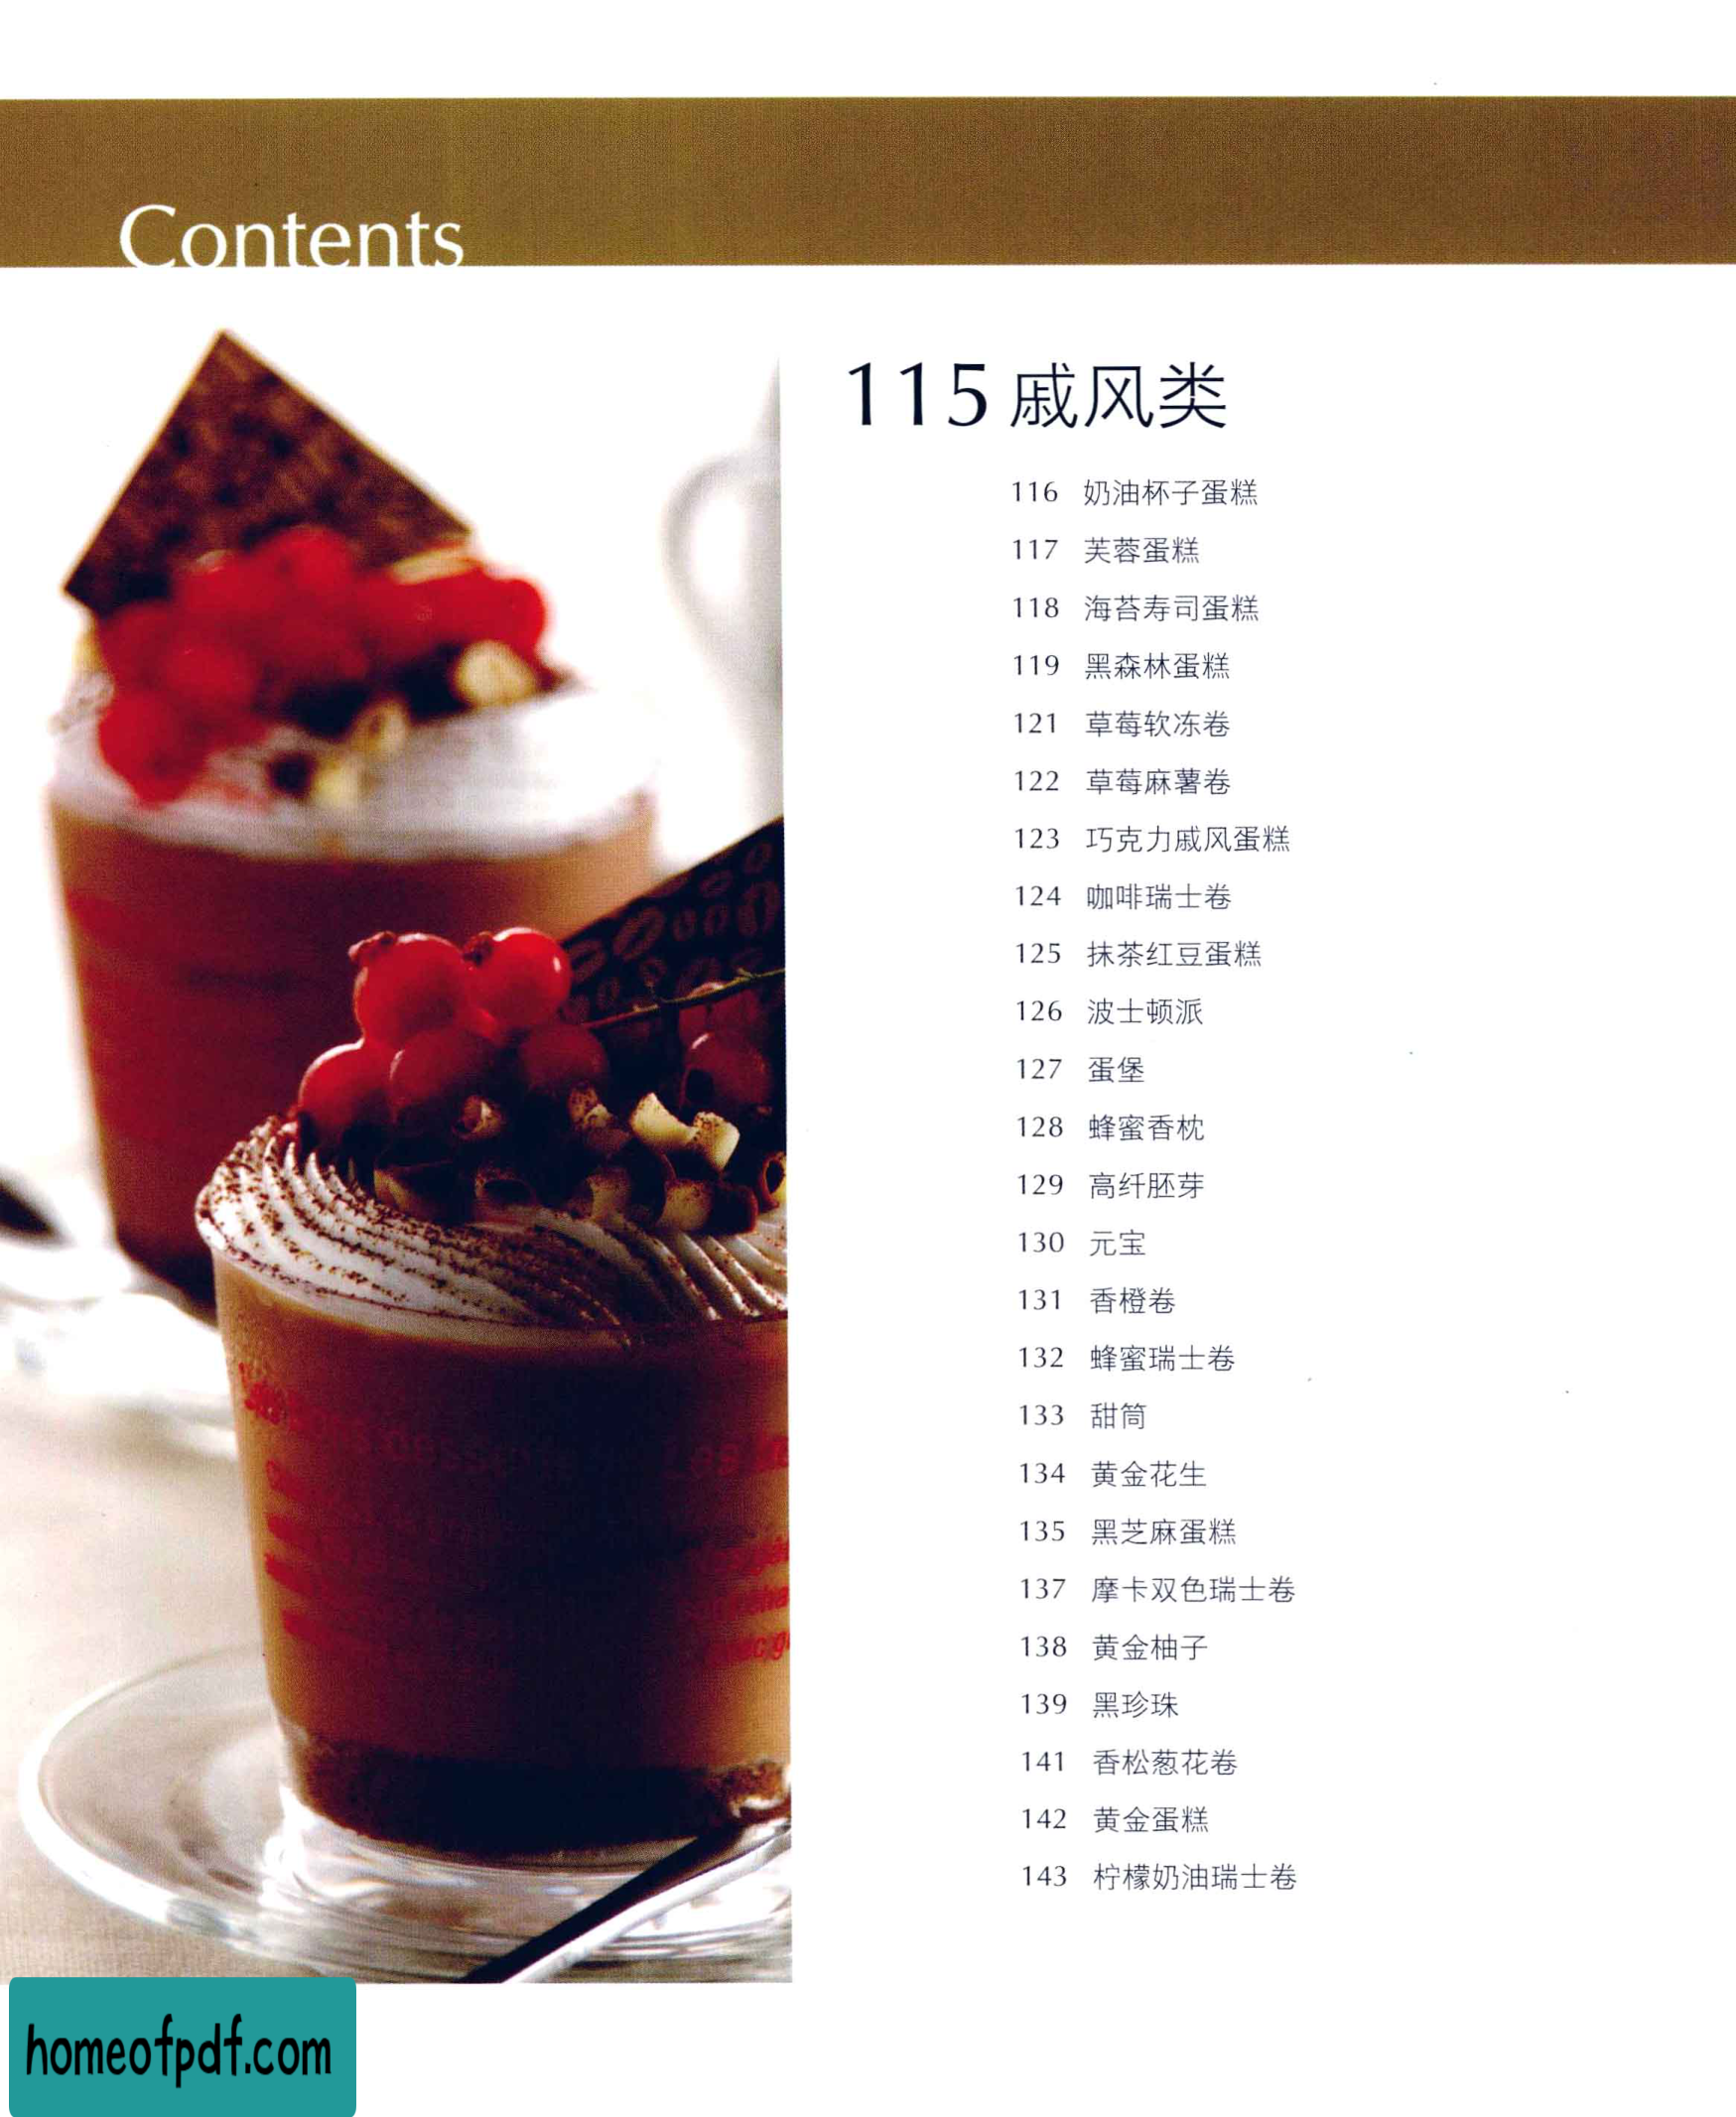 Contents
115 戚风类
116 奶油杯子蛋糕
117 芙蓉蛋糕
118 海苔寿司蛋糕
119 黑森林蛋糕
121 草莓软冻卷
122 草莓麻薯卷
123 巧克力戚风蛋糕
124 咖啡瑞士卷
125 抹茶红豆蛋糕
126 波士顿派
127 蛋堡
128 蜂蜜香枕
129 高纤胚芽
130 元宝
131 香橙卷
132 蜂蜜瑞士卷
133 甜筒
134 黄金花生
135 黑芝麻蛋糕
137 摩卡双色瑞士卷
138 黄金柚子
139 黑珍珠
141 香松葱花卷
142 黄金蛋糕
143 柠檬奶油瑞士卷
homeofpdf.com